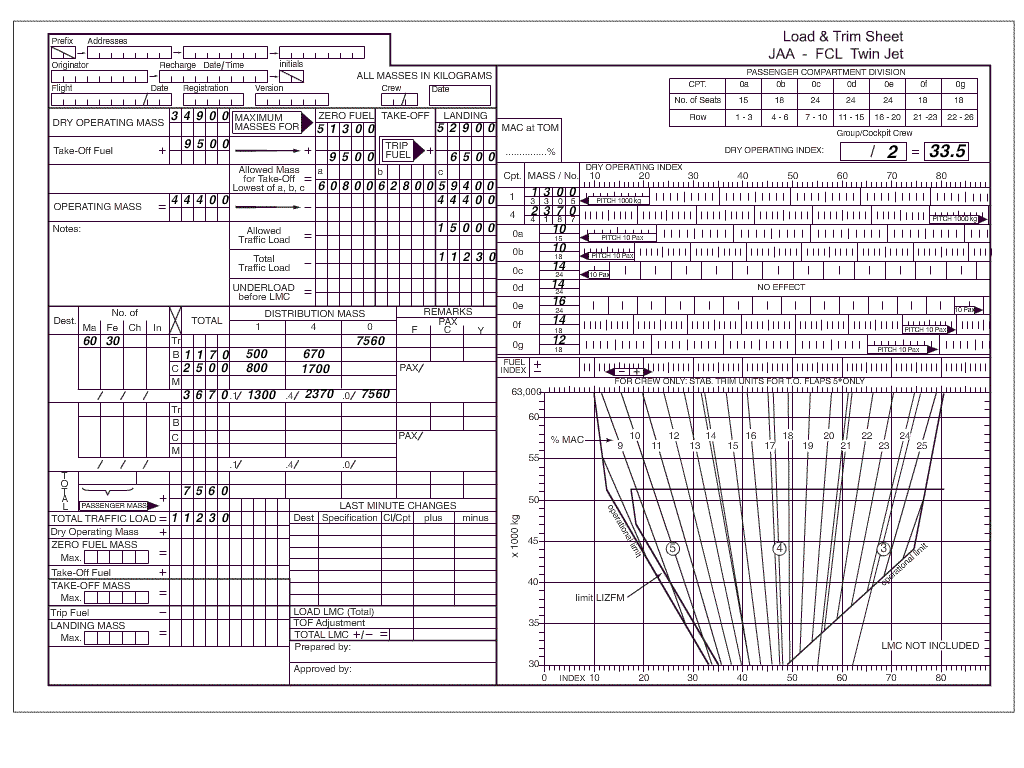 Load & Trim Sheet
JAA - FCL Twin Jet
Prefix Addresses
Originator Recharge Date/Time initials
ALL MASSES IN KILOGRAMS
Flight Date Registration Version Crew Date
DRY OPERATING MASS 34900 MAXIMUM MASSES FOR ZERO FUEL TAKE-OFF LANDING
51300 52900
Take-Off Fuel + 9500 + 9500 TRIP FUEL + 6500
Allowed Mass for Take-Off Lowest of a, b, c = a b c
60800 62800 59400
OPERATING MASS = 44400 - 44400
Notes:
Allowed Traffic Load = 15000
Total Traffic Load - 11230
UNDERLOAD before LMC =
Dest. No. of TOTAL DISTRIBUTION MASS REMARKS
Ma Fe Ch In 1 4 0 PAX
F C Y
60 30 Tr 7560
B 1170 500 670
C 2500 800 1700 PAX/
M
/ / / 3670 .1/ 1300 .4/ 2370 .0/ 7560
Tr
B
C PAX/
M
/ / / .1/ .4/ .0/
TOTAL
PASSENGER MASS + 7560
TOTAL TRAFFIC LOAD = 11230
Dry Operating Mass +
ZERO FUEL MASS
Max. =
Take-Off Fuel +
TAKE-OFF MASS
Max. =
Trip Fuel −
LANDING MASS
Max. =
LAST MINUTE CHANGES
Dest Specification Cl/Cpt plus minus
LOAD LMC (Total)
TOF Adjustment
TOTAL LMC +/− =
Prepared by:
Approved by:
PASSENGER COMPARTMENT DIVISION
CPT. 0a 0b 0c 0d 0e 0f 0g
No. of Seats 15 18 24 24 24 18 18
Row 1 - 3 4 - 6 7 - 10 11 - 15 16 - 20 21 -23 22 - 26
Group/Cockpit Crew
MAC at TOM
..............%
DRY OPERATING INDEX: / 2 = 33.5
Cpt. MASS / No. DRY OPERATING INDEX
10 20 30 40 50 60 70 80
1 1300 3305 PITCH 1000 kg
4 2370 4187 PITCH 1000 kg
0a 10 15 PITCH 10 Pax
0b 10 18 PITCH 10 Pax
0c 14 24 10 Pax
0d 14 24 NO EFFECT
0e 16 24 10 Pax
0f 14 18 PITCH 10 Pax
0g 12 18 PITCH 10 Pax
FUEL INDEX + − − +
FOR CREW ONLY: STAB. TRIM UNITS FOR T.O. FLAPS 5° ONLY
63,000
60
55
50
45
40
35
30
x 1000 kg
% MAC
10 12 14 16 18 20 22 24
9 11 13 15 17 19 21 23 25
operational limit
5 4 3
operational limit
limit LIZFM
LMC NOT INCLUDED
0 INDEX 10 20 30 40 50 60 70 80